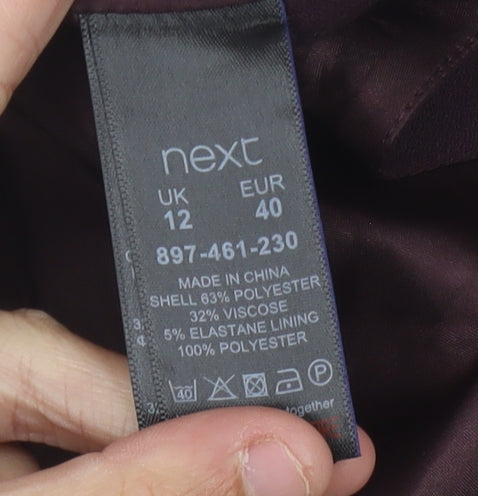 next
UK EUR
12 40
897-461-230
MADE IN CHINA
SHELL 63% POLYESTER
32% VISCOSE
5% ELASTANE LINING
100% POLYESTER
40 P
together